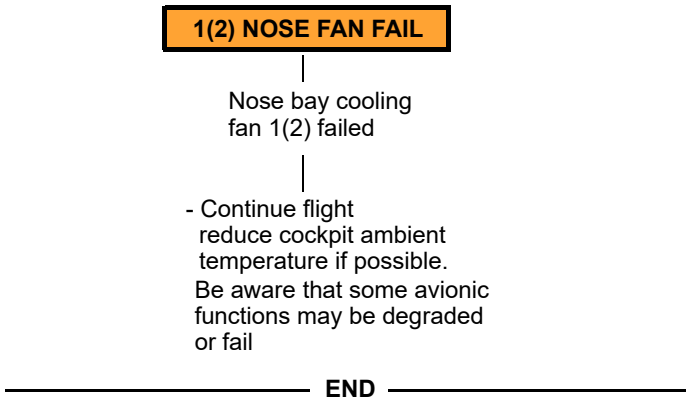 1(2) NOSE FAN FAIL
Nose bay cooling
fan 1(2) failed
- Continue flight
reduce cockpit ambient
temperature if possible.
Be aware that some avionic
functions may be degraded
or fail
END